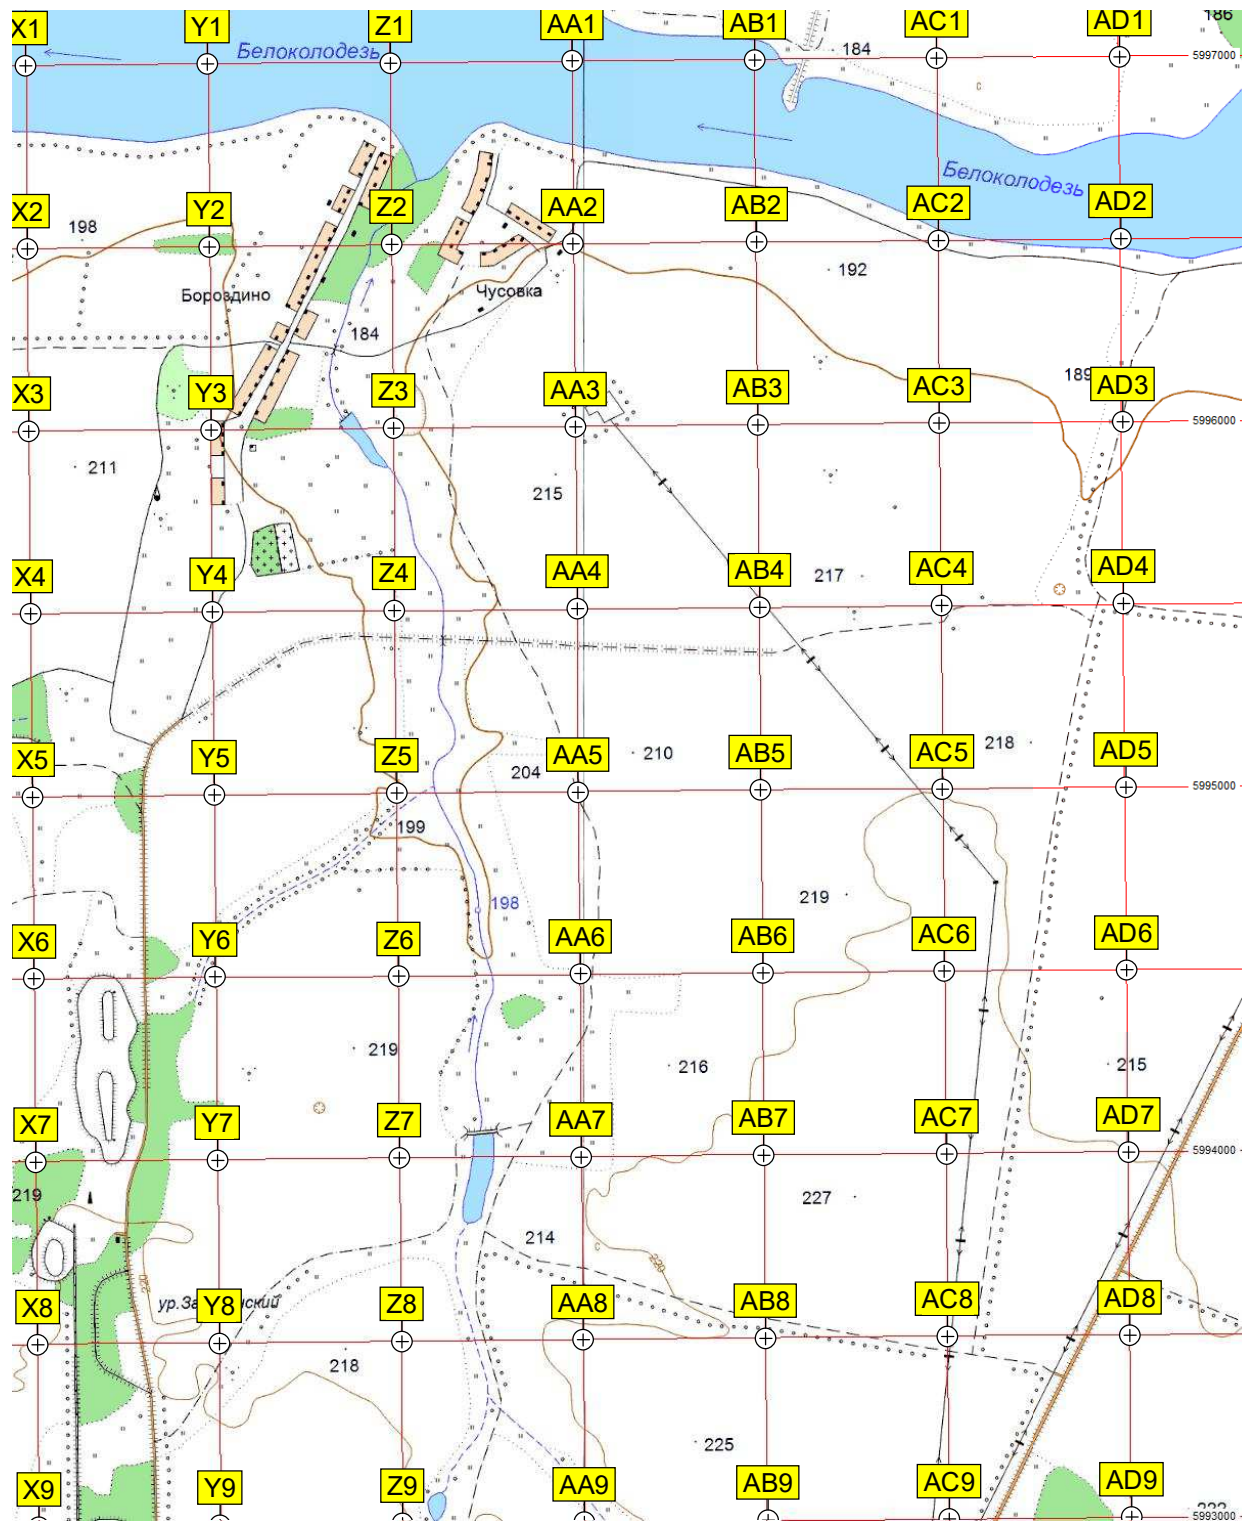 X1 Y1 Z1 AA1 AB1 AC1 AD1 186
Белоколодезь 184 5997000
с
Белоколодезь
X2 Y2 Z2 AA2 AB2 AC2 AD2
198
192
Бороздино Чусовка
184
189
X3 Y3 Z3 AA3 AB3 AC3 AD3
5996000
211
215
X4 Y4 Z4 AA4 AB4 AC4 AD4
217
X5 Y5 Z5 AA5 AB5 AC5 AD5
210 218
204
5995000
199
198
219
X6 Y6 Z6 AA6 AB6 AC6 AD6
219
216
215
X7 Y7 Z7 AA7 AB7 AC7 AD7
5994000
219
227
214
с
230
220
ур.
ский
X8 Y8 Z8 AA8 AB8 AC8 AD8
218
225
X9 Y9 Z9 AA9 AB9 AC9 AD9
5993000